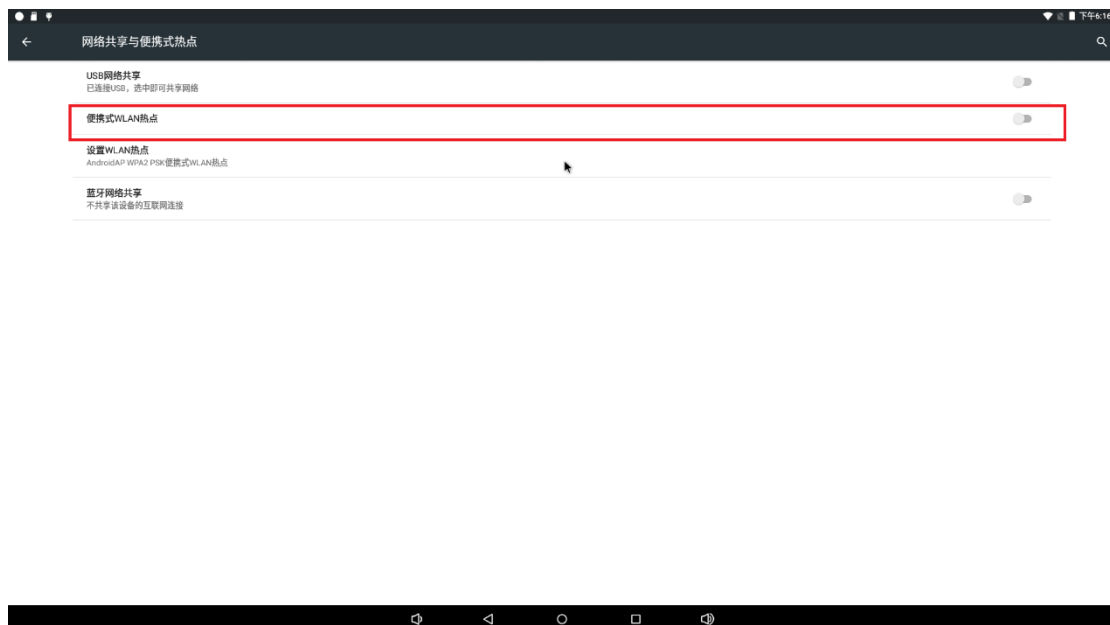 下午6:16
网络共享与便携式热点
USB网络共享
已连接USB，选中即可共享网络
便携式WLAN热点
设置WLAN热点
AndroidAP WPA2 PSK便携式WLAN热点
蓝牙网络共享
不共享该设备的互联网连接